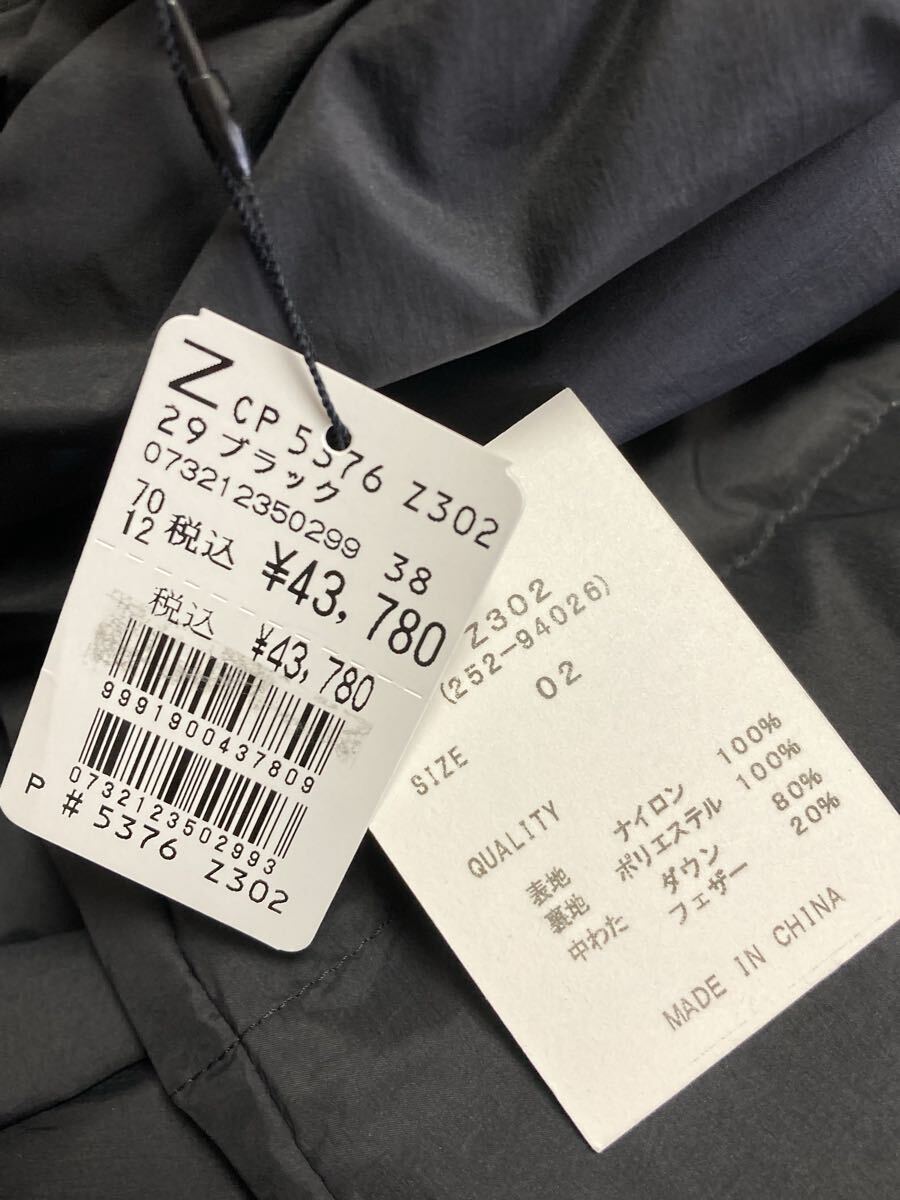 Z CP 5376 Z302
29 ブラック
073212350299 38
70
12 税込 ¥43,780
税込 ¥43,780
9991900437809
0732123502993
P # 5376 Z302
Z302
(252-94026)
SIZE 02
QUALITY
表地 ナイロン 100%
裏地 ポリエステル 100%
中わた ダウン 80%
フェザー 20%
MADE IN CHINA